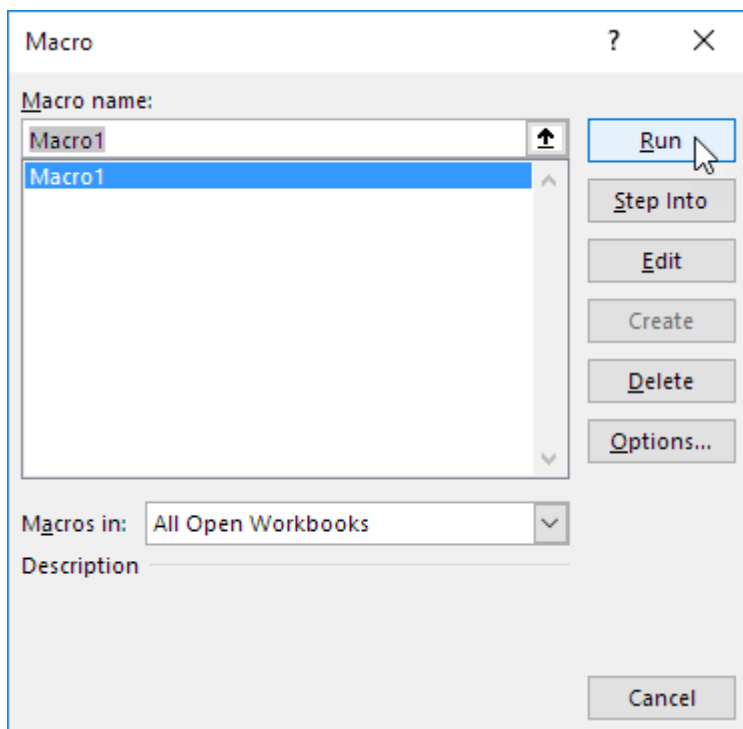 Macro ?
Macro name:
Macro1
Run
Macro1
Step Into
Edit
Create
Delete
Options...
Macros in: All Open Workbooks
Description
Cancel